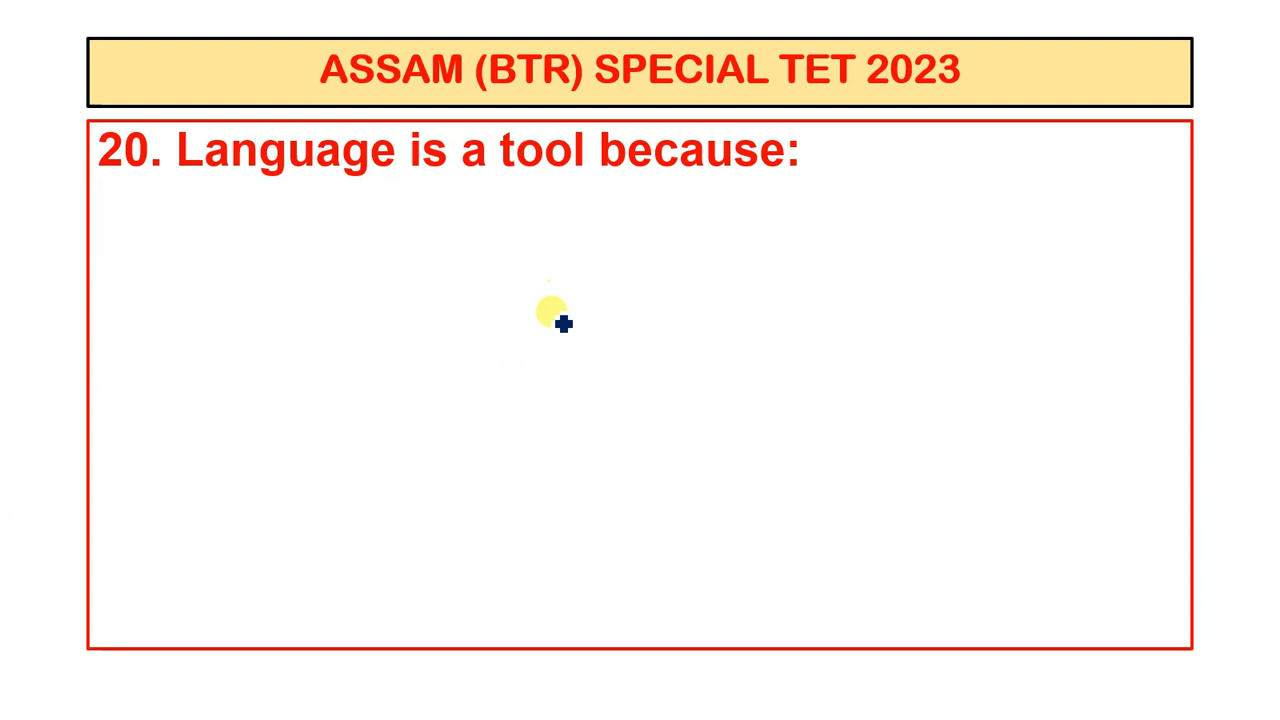 ASSAM (BTR) SPECIAL TET 2023
20. Language is a tool because: